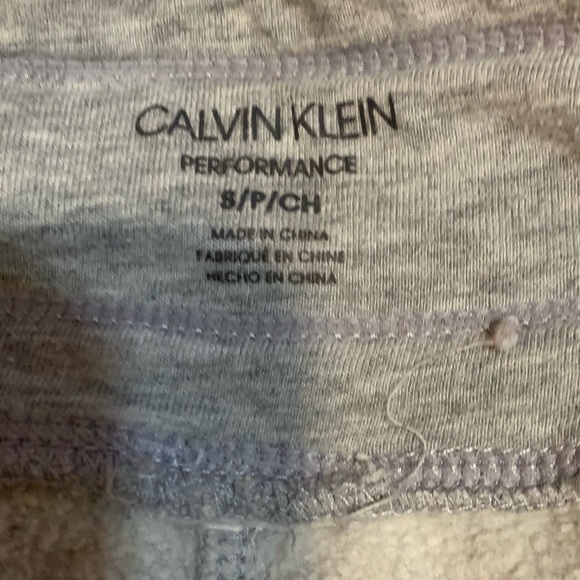 CALVIN KLEIN
PERFORMANCE
S/P/CH
MADE IN CHINA
FABRIQUÉ EN CHINE
HECHO EN CHINA